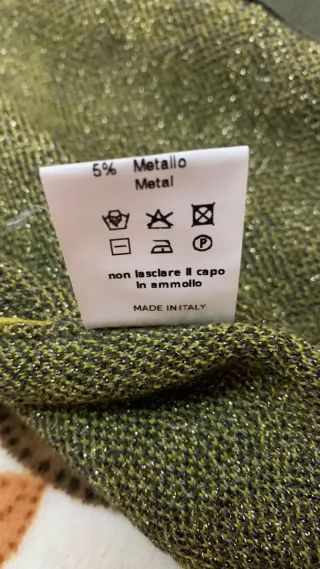 5% Metallo
Metal
P
non lasciare il capo
in ammollo
MADE IN ITALY